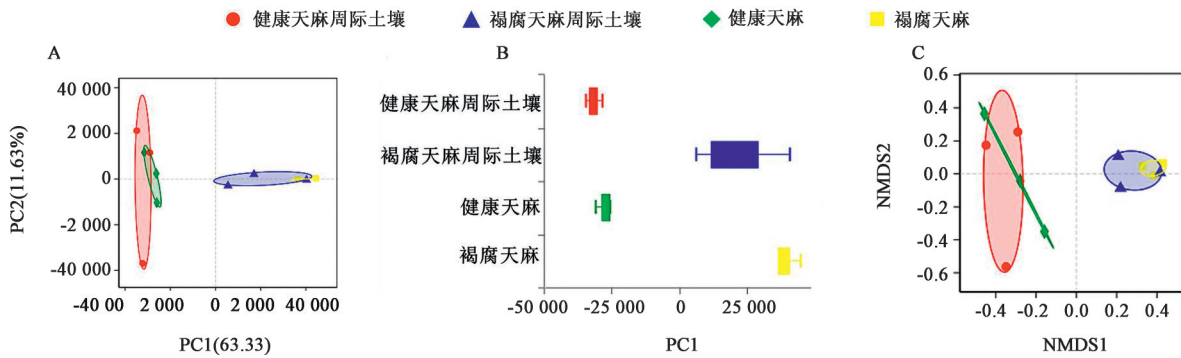 健康天麻周际土壤 褐腐天麻周际土壤 健康天麻 褐腐天麻
A
PC2(11.63%)
40 000
2 000
0
-2 000
-40 000
-40 00 2 000 0 2 000 40 000
PC1(63.33)
B
健康天麻周际土壤
褐腐天麻周际土壤
健康天麻
褐腐天麻
-50 000 -25 000 0 25 000
PC1
C
NMDS2
0.6
0.4
0.2
0.0
-0.2
-0.4
-0.6
-0.4 -0.2 0.0 0.2 0.4
NMDS1